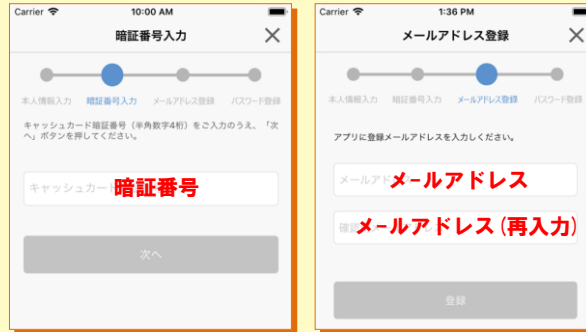 Carrier 10:00 AM
暗証番号入力
本人情報入力 暗証番号入力 メールアドレス登録 パスワード登録
キャッシュカード暗証番号（半角数字4桁）をご入力のうえ、「次
へ」ボタンを押してください。
キャッシュカー
暗証番号
次へ
Carrier 1:36 PM
メールアドレス登録
本人情報入力 暗証番号入力 メールアドレス登録 パスワード登録
アプリに登録メールアドレスを入力しください。
メールアド
メールアドレス
確認
メールアドレス(再入力)
登録